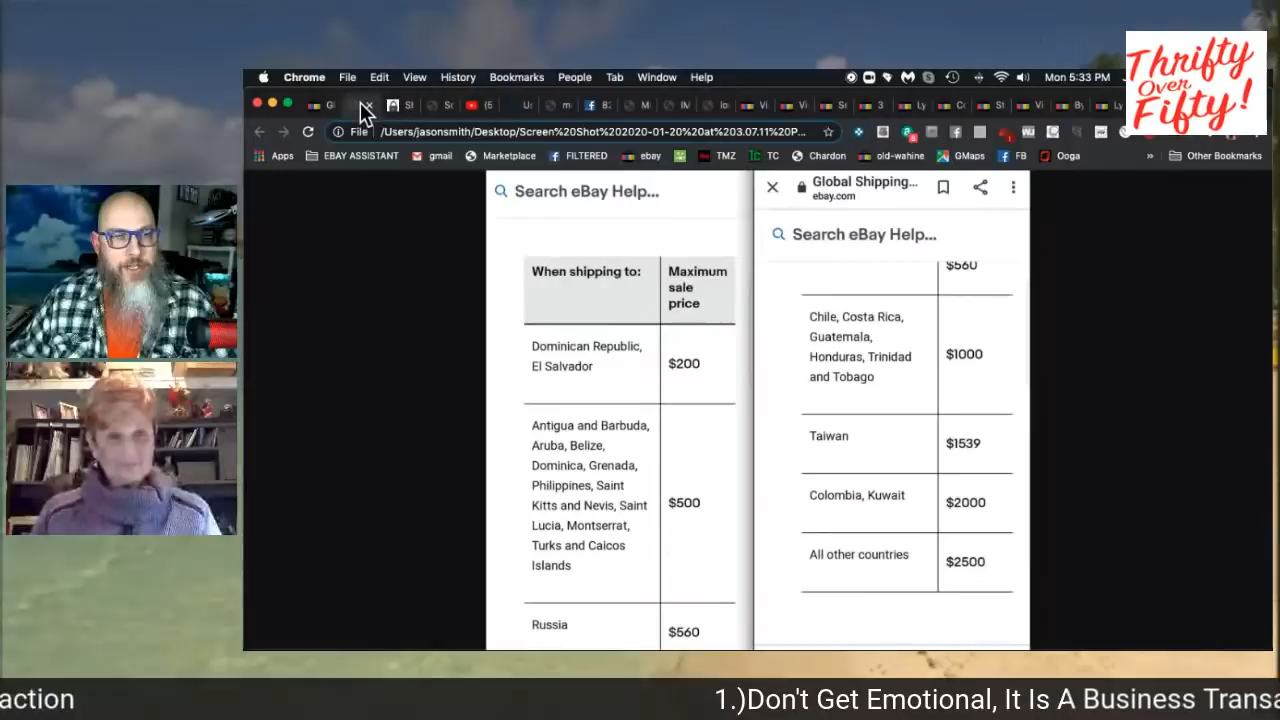 Thrifty
Over
Fifty!
Chrome File Edit View History Bookmarks People Tab Window Help
Mon 5:33 PM
File /Users/jasonsmith/Desktop/Screen%20Shot%202020-01-20%20at%203.07.11%20P...
Apps EBAY ASSISTANT gmail Marketplace FILTERED ebay TMZ TC Chardon old-wahine GMaps FB Ooga » Other Bookmarks
Search eBay Help...
When shipping to:
Maximum
sale
price
Dominican Republic,
El Salvador
$200
Antigua and Barbuda,
Aruba, Belize,
Dominica, Grenada,
Philippines, Saint
Kitts and Nevis, Saint
Lucia, Montserrat,
Turks and Caicos
Islands
$500
Russia
$560
Global Shipping...
ebay.com
Search eBay Help...
$560
Chile, Costa Rica,
Guatemala,
Honduras, Trinidad
and Tobago
$1000
Taiwan
$1539
Colombia, Kuwait
$2000
All other countries
$2500
action
1.)Don't Get Emotional, It Is A Business Transa